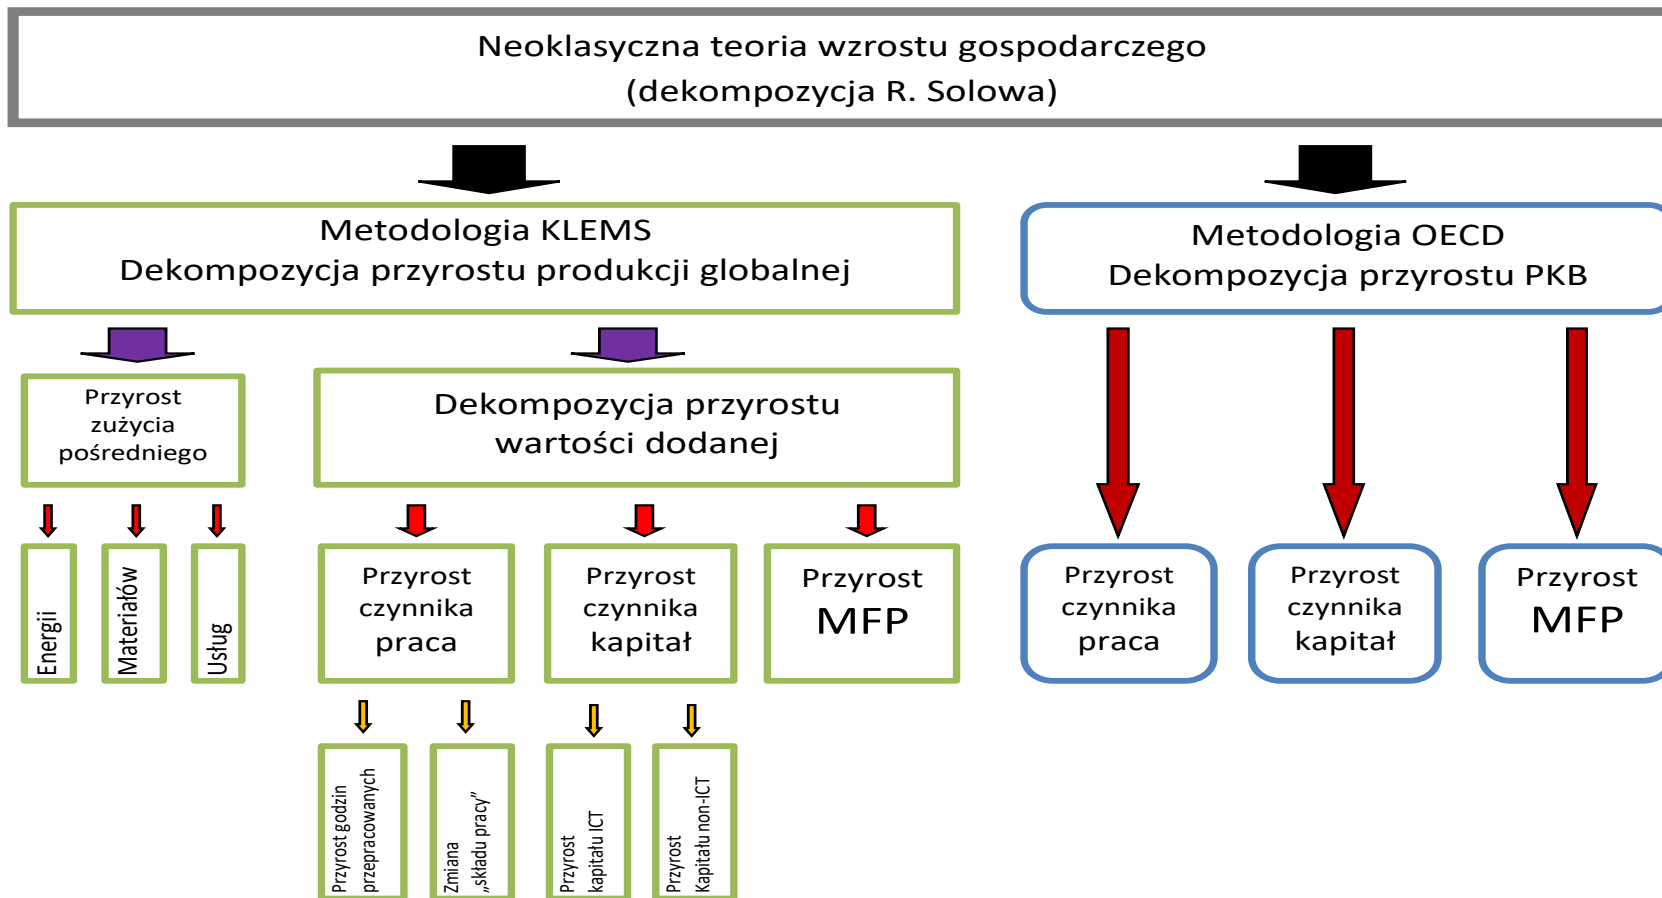 Neoklasyczna teoria wzrostu gospodarczego
(dekompozycja R. Solowa)
Metodologia KLEMS
Dekompozycja przyrostu produkcji globalnej
Metodologia OECD
Dekompozycja przyrostu PKB
Przyrost
zużycia
pośredniego
Dekompozycja przyrostu
wartości dodanej
Energii
Materiałów
Usług
Przyrost
czynnika
praca
Przyrost
czynnika
kapitał
Przyrost
MFP
Przyrost
czynnika
praca
Przyrost
czynnika
kapitał
Przyrost
MFP
Przyrost godzin
przepracowanych
Zmiana
„składu pracy”
Przyrost
kapitału ICT
Przyrost
Kapitału non-ICT